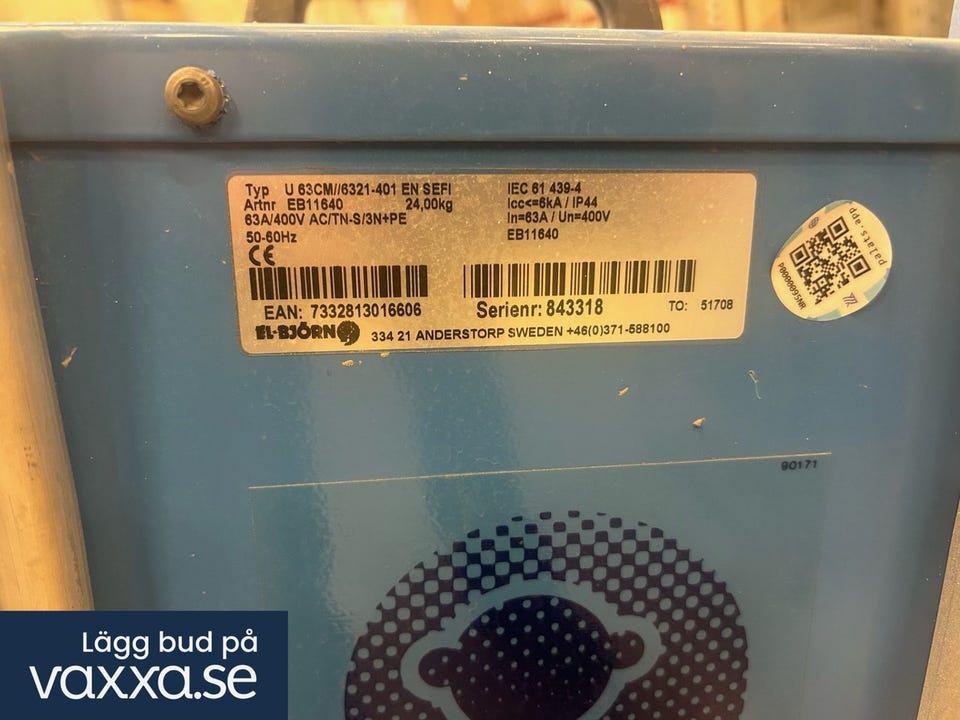 Typ U 63CM//6321-401 EN SEFI
Artnr EB11640 24,00kg
63A/400V AC/TN-S/3N+PE
50-60Hz
CE
IEC 61 439-4
Icc<=6kA / IP44
In=63A / Un=400V
EB11640
EAN: 7332813016606
Serienr: 843318
TO: 51708
EL-BJÖRN
334 21 ANDERSTORP SWEDEN +46(0)371-588100
palats.app
90171
Lägg bud på
vaxxa.se